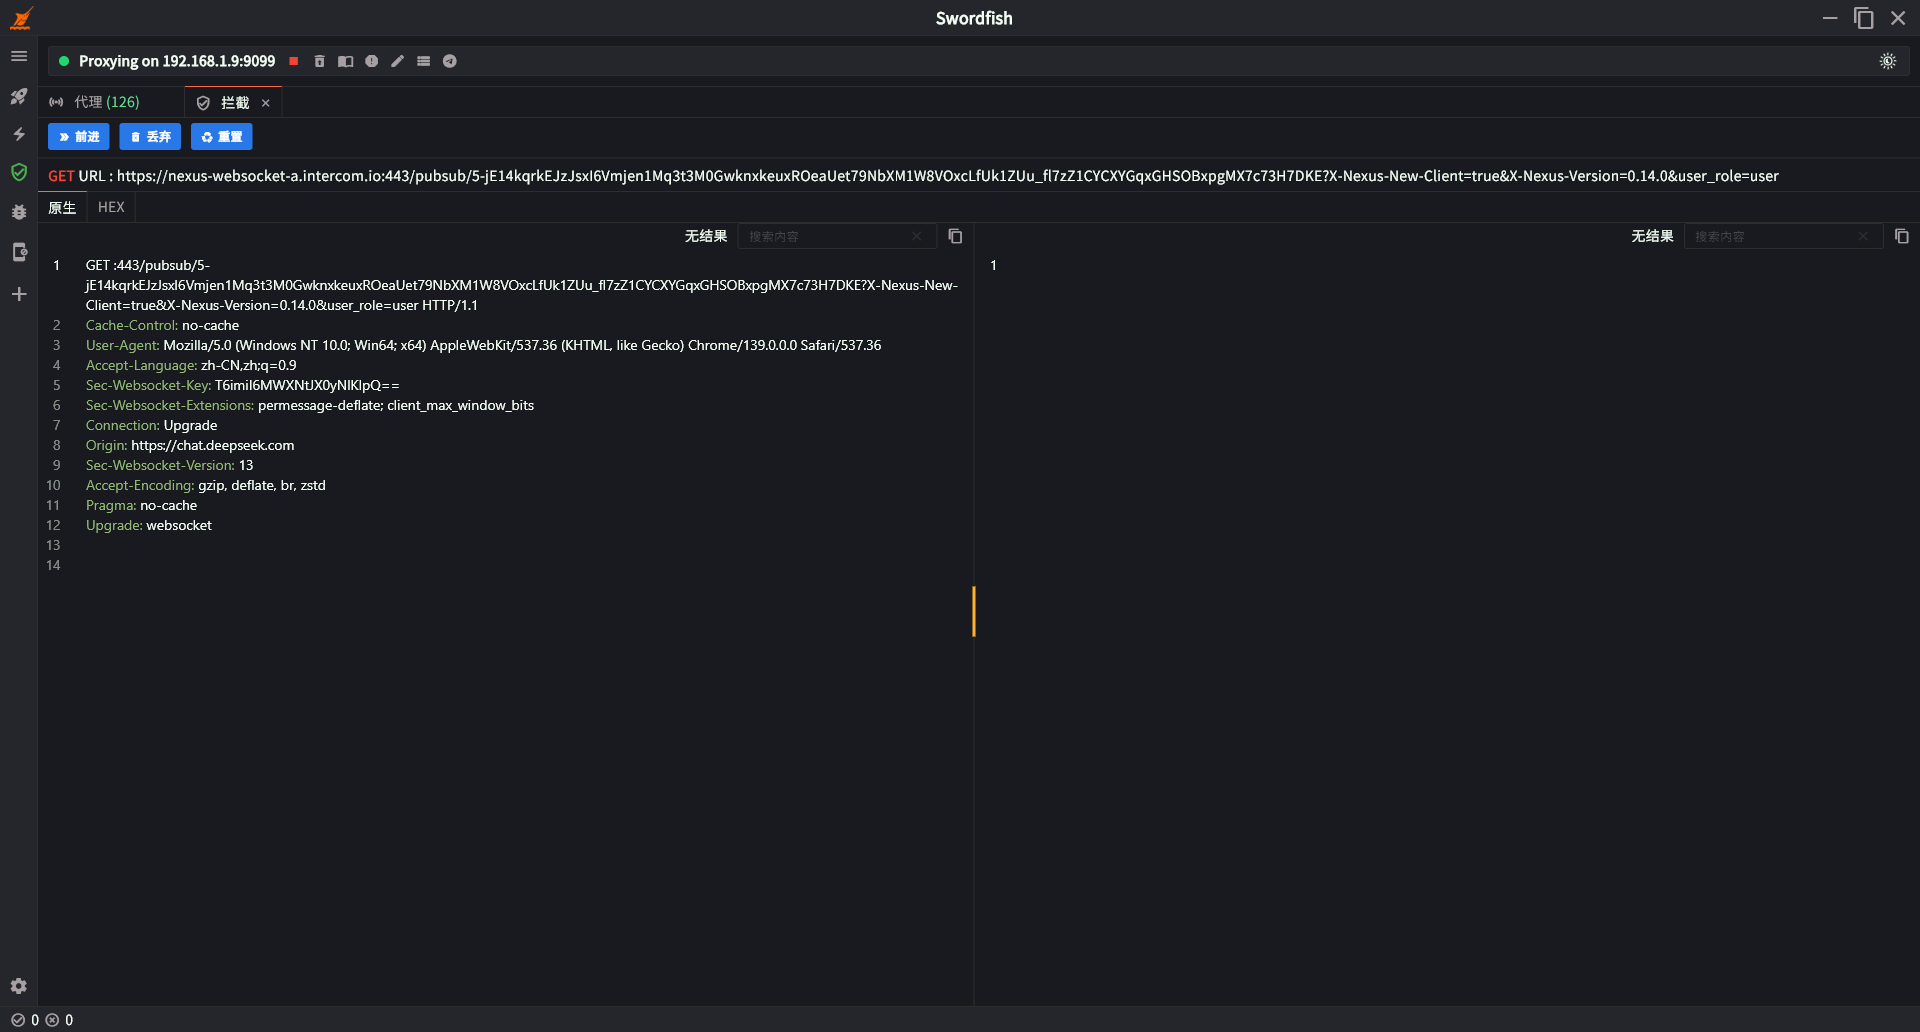 Swordfish
Proxying on 192.168.1.9:9099
代理 (126)
拦截
前进
丢弃
重置
GET URL : https://nexus-websocket-a.intercom.io:443/pubsub/5-jE14kqrkEJzJsxI6Vmjen1Mq3t3M0GwknxkeuxROeaUet79NbXM1W8VOxcLfUk1ZUu_fl7zZ1CYCXYGqxGHSOBxpgMX7c73H7DKE?X-Nexus-New-Client=true&X-Nexus-Version=0.14.0&user_role=user
原生
HEX
无结果
搜索内容
无结果
搜索内容
1 GET :443/pubsub/5-
jE14kqrkEJzJsxI6Vmjen1Mq3t3M0GwknxkeuxROeaUet79NbXM1W8VOxcLfUk1ZUu_fl7zZ1CYCXYGqxGHSOBxpgMX7c73H7DKE?X-Nexus-New-
Client=true&X-Nexus-Version=0.14.0&user_role=user HTTP/1.1
2 Cache-Control: no-cache
3 User-Agent: Mozilla/5.0 (Windows NT 10.0; Win64; x64) AppleWebKit/537.36 (KHTML, like Gecko) Chrome/139.0.0.0 Safari/537.36
4 Accept-Language: zh-CN,zh;q=0.9
5 Sec-Websocket-Key: T6imiI6MWXNtJX0yNIKlpQ==
6 Sec-Websocket-Extensions: permessage-deflate; client_max_window_bits
7 Connection: Upgrade
8 Origin: https://chat.deepseek.com
9 Sec-Websocket-Version: 13
10 Accept-Encoding: gzip, deflate, br, zstd
11 Pragma: no-cache
12 Upgrade: websocket
13
14
1
0 0